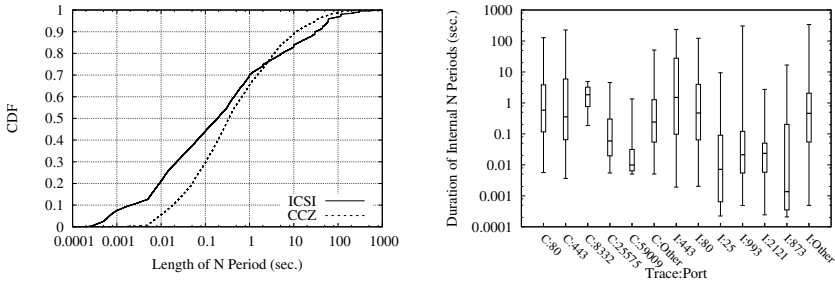 1
0.9
0.8
0.7
0.6
0.5
0.4
0.3
0.2
0.1
0
CDF
ICSI
CCZ
0.0001 0.001 0.01 0.1 1 10 100 1000
Length of N Period (sec.)
1000
100
10
1
0.1
0.01
0.001
0.0001
Duration of Internal N Periods (sec.)
C:80
C:443
C:8332
C:25575
C:59009
C:Other
I:443
I:80
I:25
I:993
I:2121
I:873
I:Other
Trace:Port